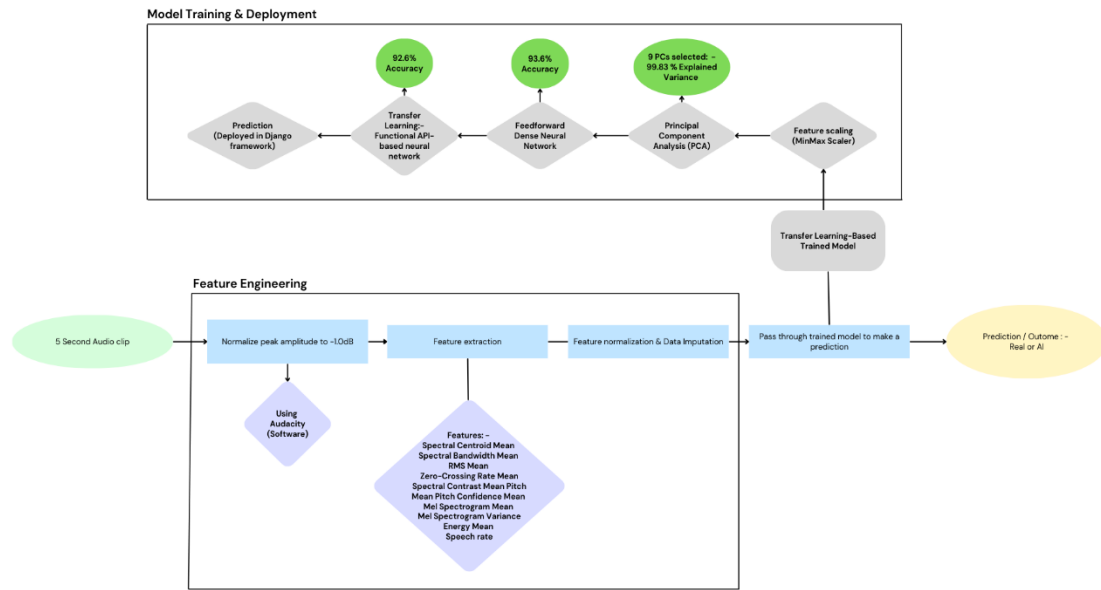 Model Training & Deployment
92.6%
Accuracy
93.6%
Accuracy
9 PCs selected: -
99.83 % Explained
Variance
Prediction
(Deployed in Django
framework)
Transfer
Learning:-
Functional API-
based neural
network
Feedforward
Dense Neural
Network
Principal
Component
Analysis (PCA)
Feature scaling
(MinMax Scaler)
Transfer Learning-Based
Trained Model
Feature Engineering
5 Second Audio clip
Normalize peak amplitude to -1.0dB
Feature extraction
Feature normalization & Data Imputation
Pass through trained model to make a
prediction
Prediction / Outome : -
Real or AI
Using
Audacity
(Software)
Features: -
Spectral Centroid Mean
Spectral Bandwidth Mean
RMS Mean
Zero-Crossing Rate Mean
Spectral Contrast Mean Pitch
Mean Pitch Confidence Mean
Mel Spectrogram Mean
Mel Spectrogram Variance
Energy Mean
Speech rate